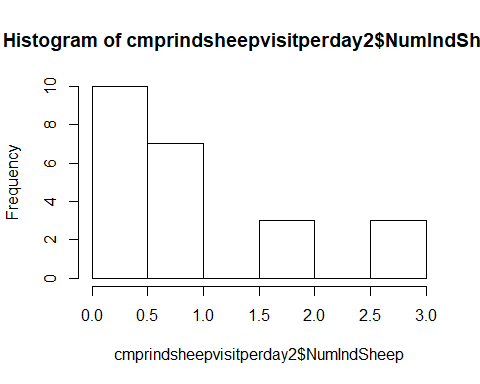 Histogram of cmprindsheepvisitperday2$NumIndSh
Frequency
10
8
6
4
2
0
0.0 0.5 1.0 1.5 2.0 2.5 3.0
cmprindsheepvisitperday2$NumIndSheep